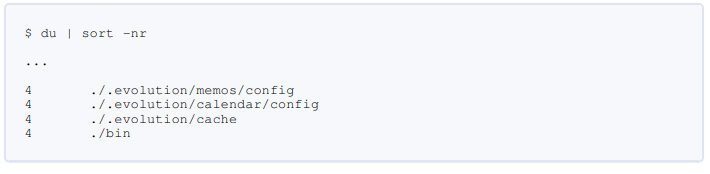 $ du | sort -nr
...
4 ./.evolution/memos/config
4 ./.evolution/calendar/config
4 ./.evolution/cache
4 ./bin